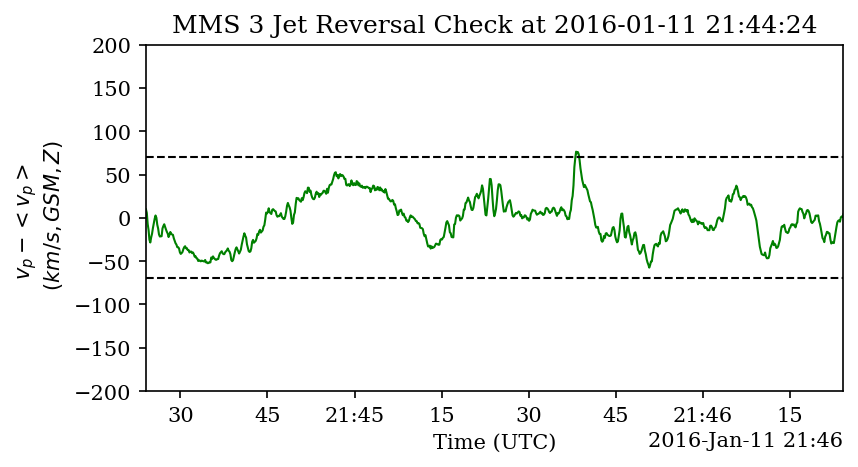 MMS 3 Jet Reversal Check at 2016-01-11 21:44:24
200
150
100
50
0
−50
−100
−150
−200
v_p − < v_p >
(km/s, GSM, Z)
30 45 21:45 15 30 45 21:46 15
Time (UTC)
2016-Jan-11 21:46